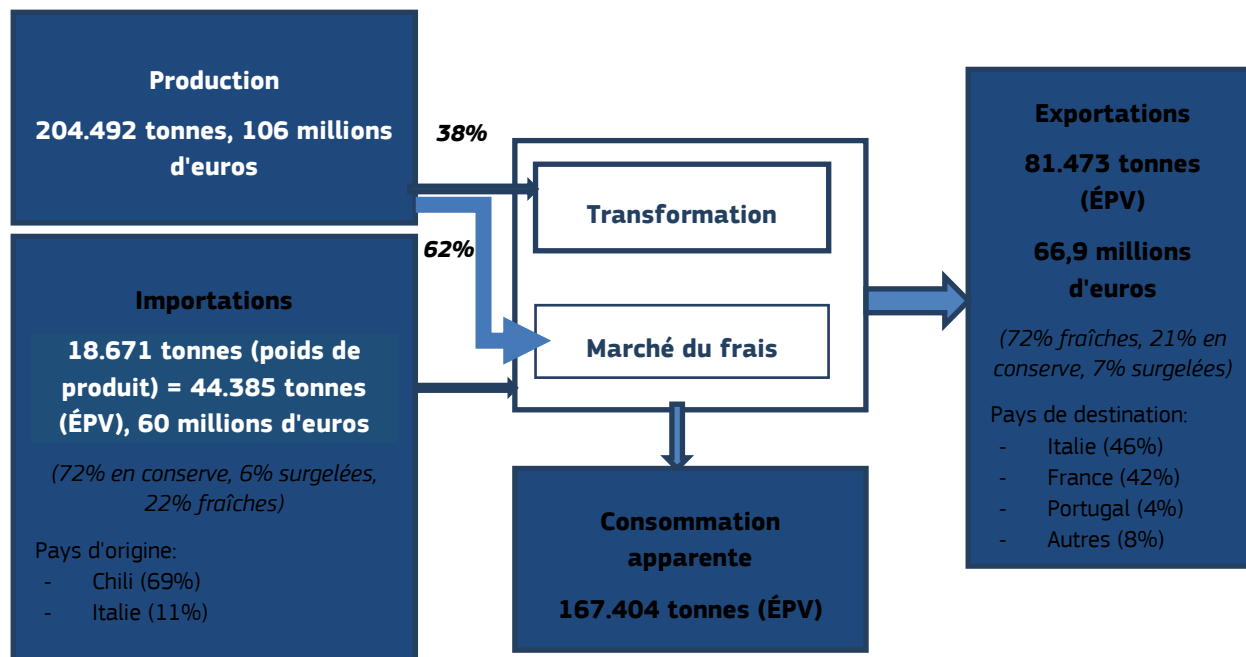 Production
204.492 tonnes, 106 millions
d'euros
38%
62%
Importations
18.671 tonnes (poids de
produit) = 44.385 tonnes
(ÉPV), 60 millions d'euros
(72% en conserve, 6% surgelées,
22% fraîches)
Pays d'origine:
- Chili (69%)
- Italie (11%)
Transformation
Marché du frais
Consommation
apparente
167.404 tonnes (ÉPV)
Exportations
81.473 tonnes
(ÉPV)
66,9 millions
d'euros
(72% fraîches, 21% en
conserve, 7% surgelées)
Pays de destination:
- Italie (46%)
- France (42%)
- Portugal (4%)
- Autres (8%)